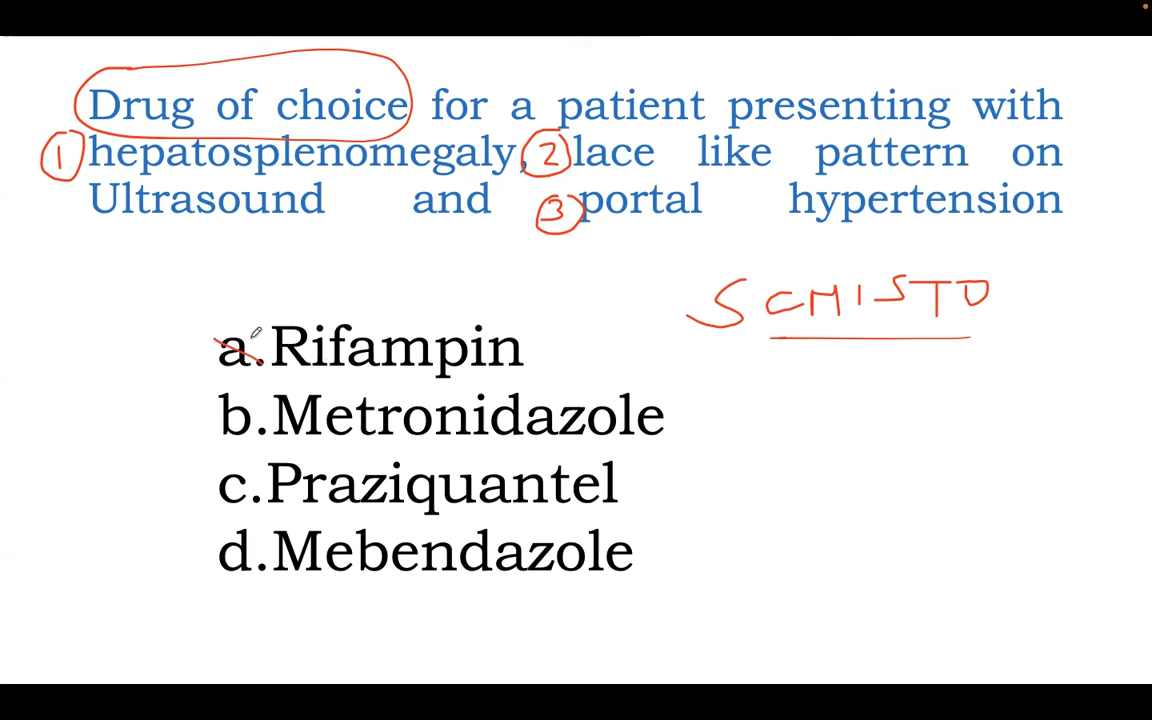 Drug of choice for a patient presenting with
1 hepatosplenomegaly, 2 lace like pattern on
Ultrasound and 3 portal hypertension
SCHISTO
a.Rifampin
b.Metronidazole
c.Praziquantel
d.Mebendazole